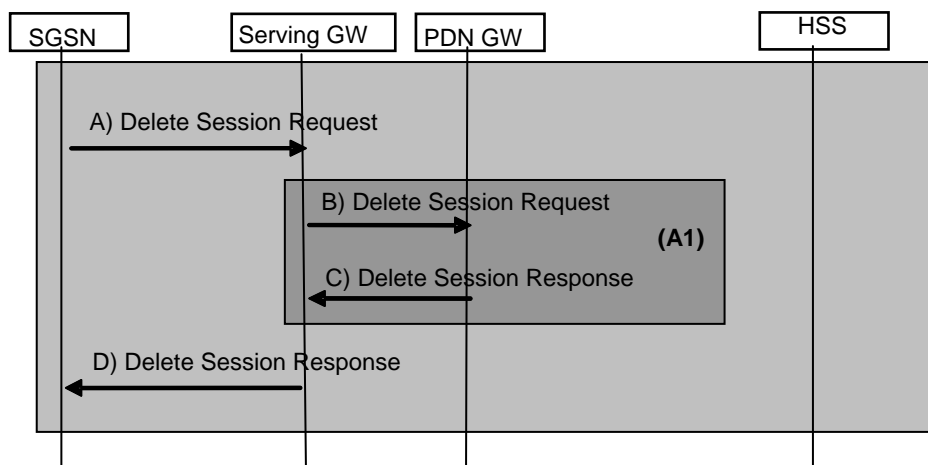 SGSN
Serving GW
PDN GW
HSS
A) Delete Session Request
B) Delete Session Request
(A1)
C) Delete Session Response
D) Delete Session Response